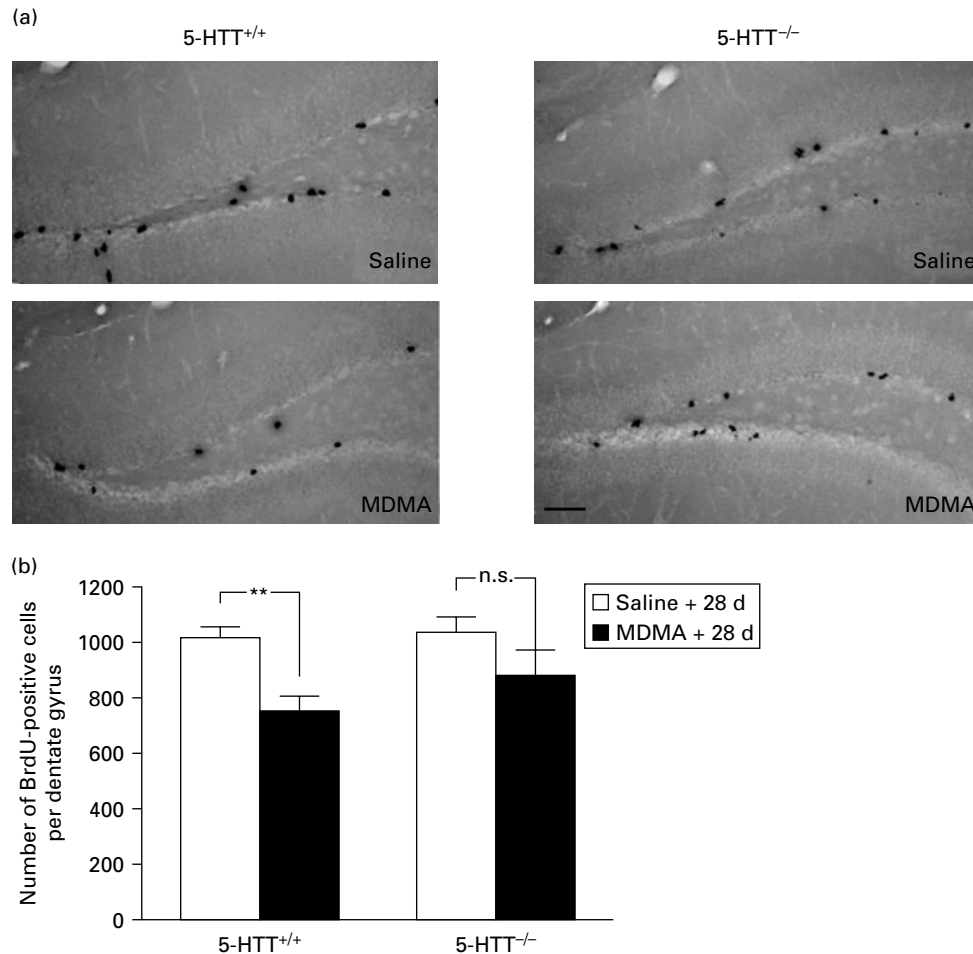 (a)
5-HTT+/+
5-HTT−/−
Saline
Saline
MDMA
MDMA
(b)
Number of BrdU-positive cells
per dentate gyrus
1200
1000
800
600
400
200
0
**
n.s.
Saline + 28 d
MDMA + 28 d
5-HTT+/+
5-HTT−/−